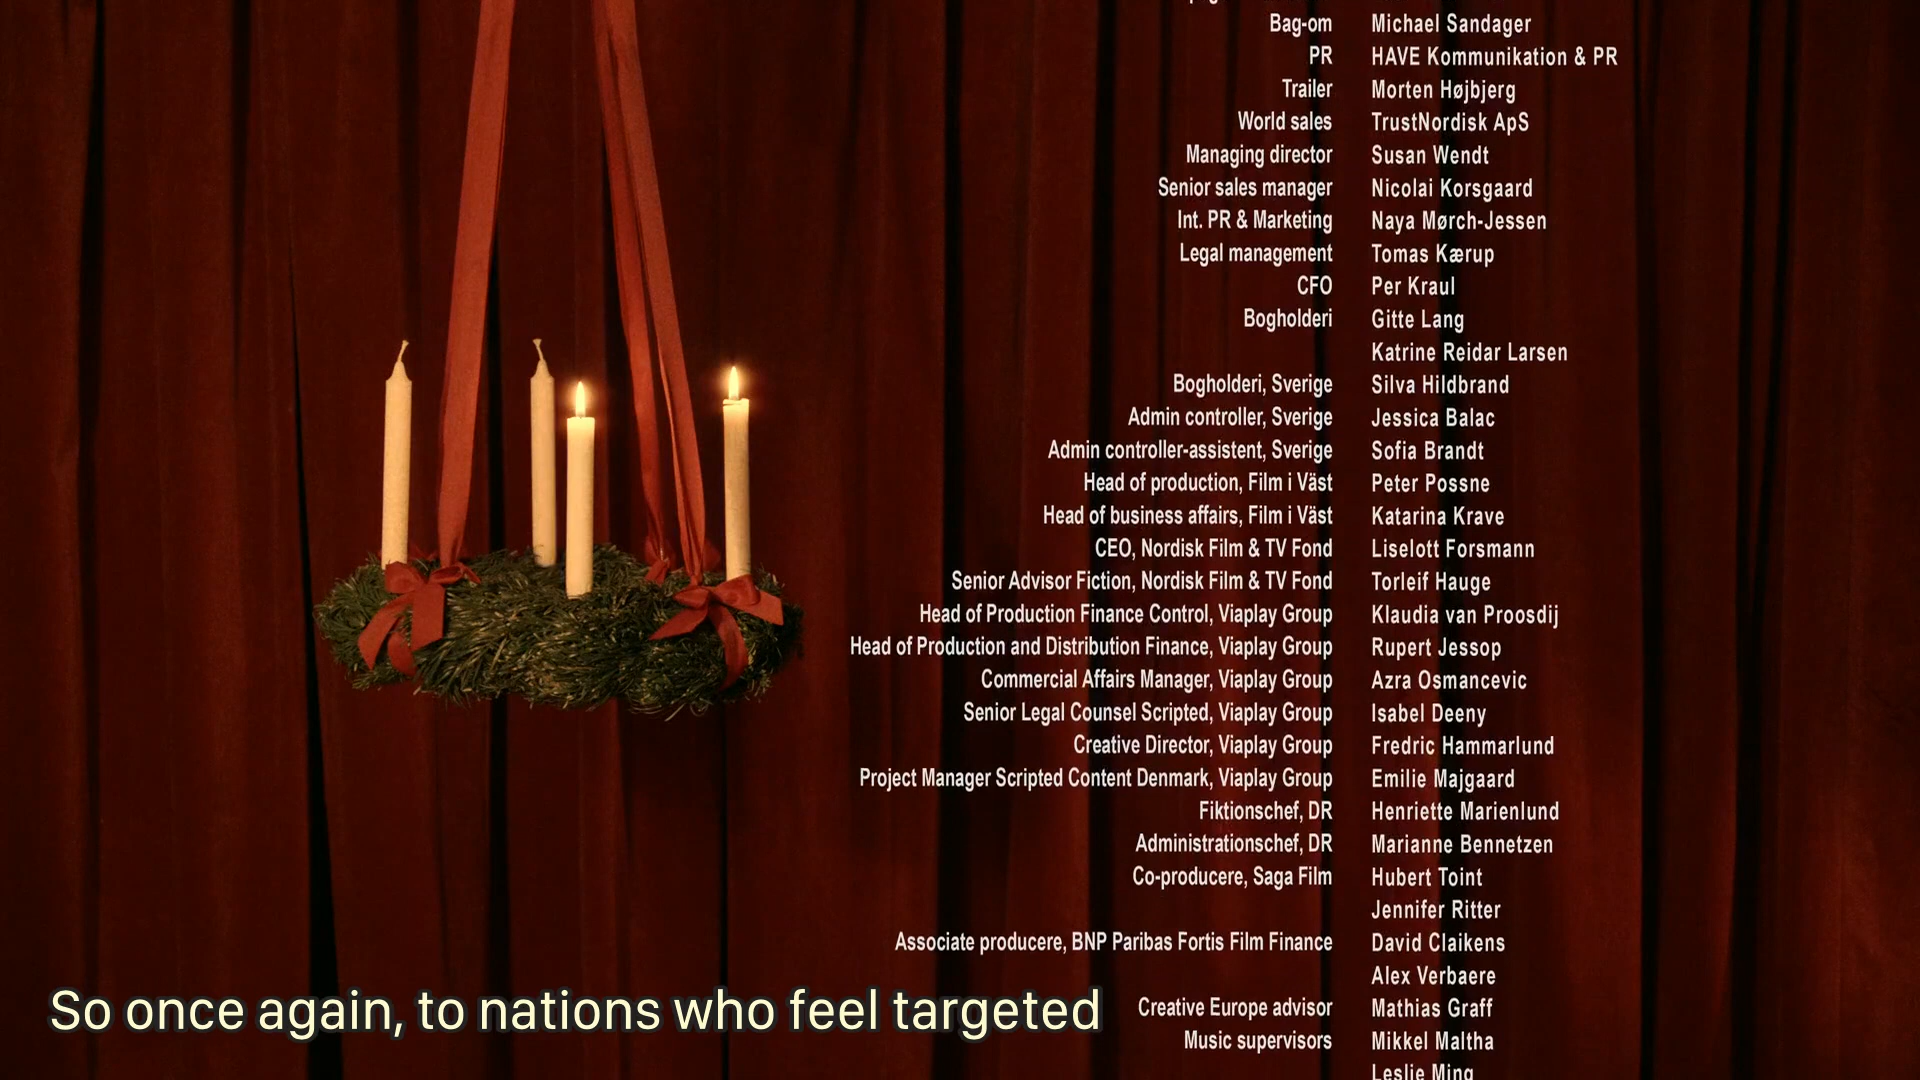 Bag-om Michael Sandager
PR HAVE Kommunikation & PR
Trailer Morten Højbjerg
World sales TrustNordisk ApS
Managing director Susan Wendt
Senior sales manager Nicolai Korsgaard
Int. PR & Marketing Naya Mørch-Jessen
Legal management Tomas Kærup
CFO Per Kraul
Bogholderi Gitte Lang
Katrine Reidar Larsen
Bogholderi, Sverige Silva Hildbrand
Admin controller, Sverige Jessica Balac
Admin controller-assistent, Sverige Sofia Brandt
Head of production, Film i Väst Peter Possne
Head of business affairs, Film i Väst Katarina Krave
CEO, Nordisk Film & TV Fond Liselott Forsmann
Senior Advisor Fiction, Nordisk Film & TV Fond Torleif Hauge
Head of Production Finance Control, Viaplay Group Klaudia van Proosdij
Head of Production and Distribution Finance, Viaplay Group Rupert Jessop
Commercial Affairs Manager, Viaplay Group Azra Osmancevic
Senior Legal Counsel Scripted, Viaplay Group Isabel Deeny
Creative Director, Viaplay Group Fredric Hammarlund
Project Manager Scripted Content Denmark, Viaplay Group Emilie Majgaard
Fiktionschef, DR Henriette Marienlund
Administrationschef, DR Marianne Bennetzen
Co-producere, Saga Film Hubert Toint
Jennifer Ritter
Associate producere, BNP Paribas Fortis Film Finance David Claikens
Alex Verbaere
Creative Europe advisor Mathias Graff
Music supervisors Mikkel Maltha
Leslie Ming
So once again, to nations who feel targeted